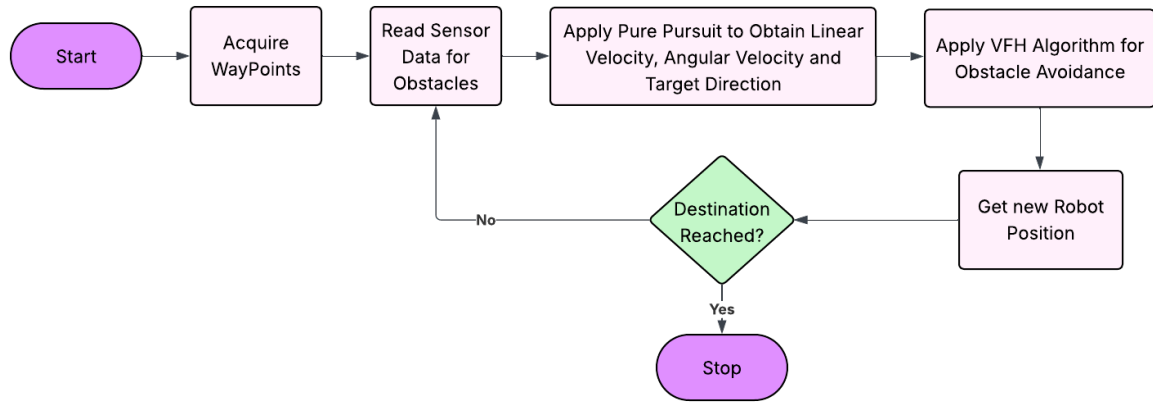 Start
Acquire
WayPoints
Read Sensor
Data for
Obstacles
Apply Pure Pursuit to Obtain Linear
Velocity, Angular Velocity and
Target Direction
Apply VFH Algorithm for
Obstacle Avoidance
Get new Robot
Position
Destination
Reached?
No
Yes
Stop